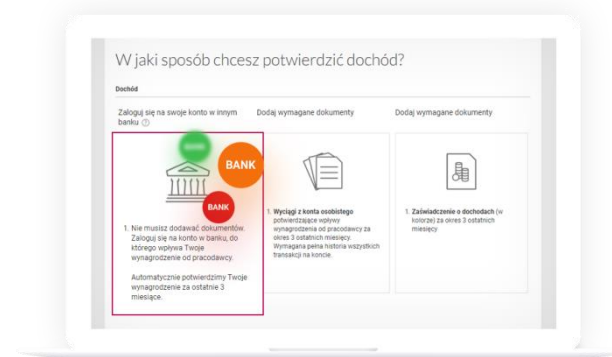 W jaki sposób chcesz potwierdzić dochód?
Dochód
Zaloguj się na swoje konto w innym
banku ?
Dodaj wymagane dokumenty
Dodaj wymagane dokumenty
BANK
BANK
BANK
1. Nie musisz dodawać dokumentów.
Zaloguj się na konto w banku, do
którego wpływa Twoje
wynagrodzenie od pracodawcy.
Automatycznie potwierdzimy Twoje
wynagrodzenie za ostatnie 3
miesiące.
1. Wyciągi z konta osobistego
potwierdzające wpływy
wynagrodzenia od pracodawcy za
okres 3 ostatnich miesięcy.
Wymagana pełna historia wszystkich
transakcji na koncie.
1. Zaświadczenie o dochodach (w
kolorze) za okres 3 ostatnich
miesięcy